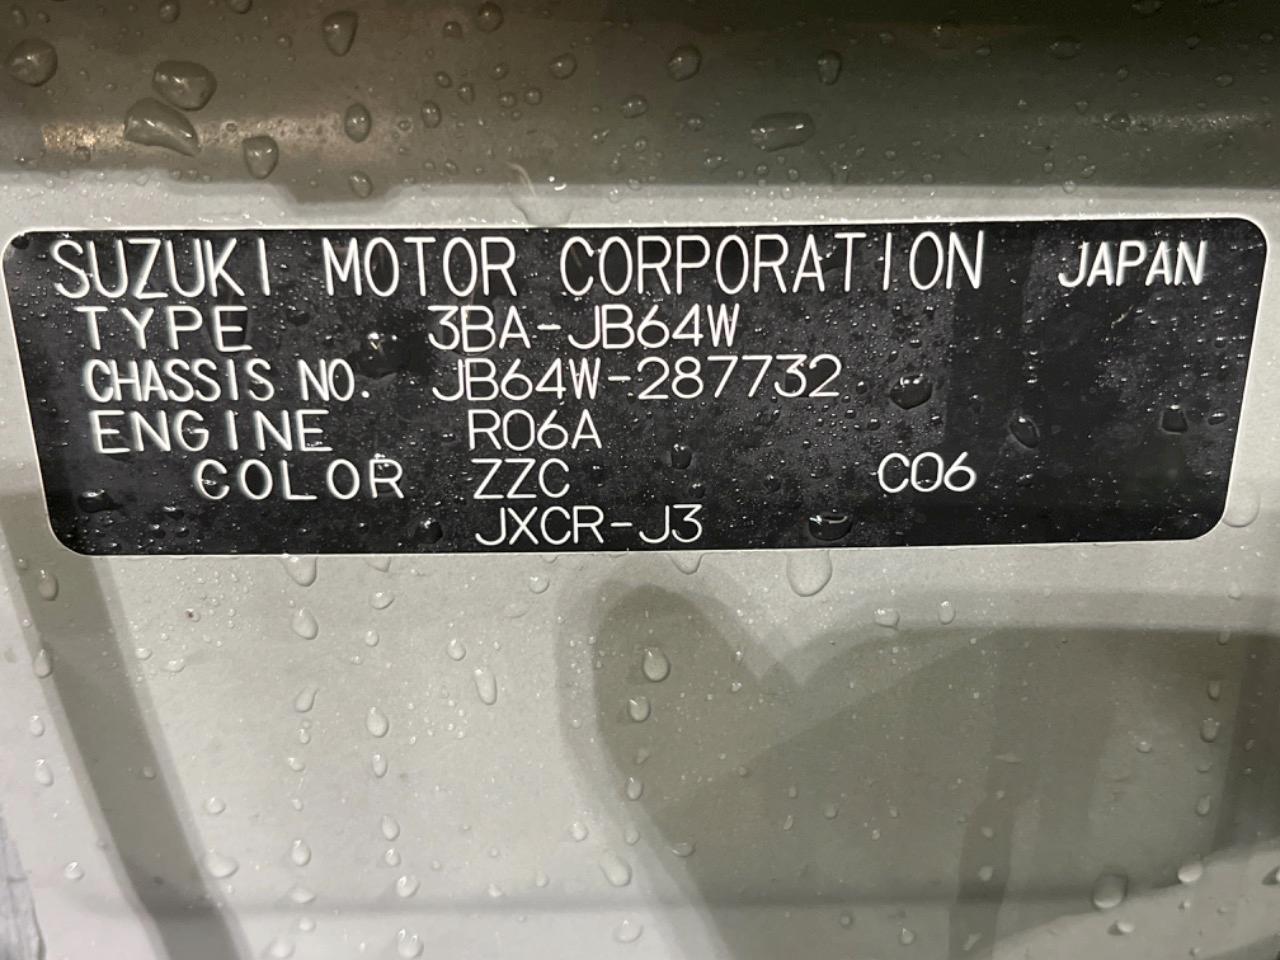 SUZUKI MOTOR CORPORATION JAPAN
TYPE 3BA-JB64W
CHASSIS NO. JB64W-287732
ENGINE R06A
COLOR ZZC C06
JXCR-J3